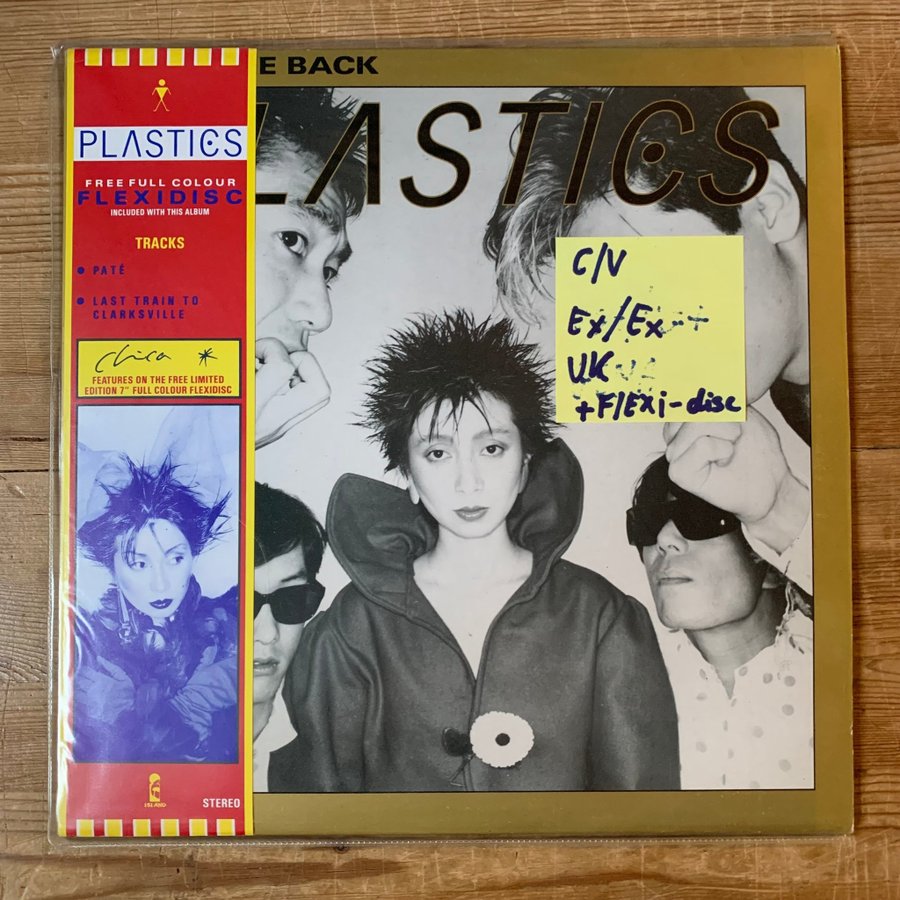 E BACK
PLASTICS
LASTICS
FREE FULL COLOUR
FLEXIDISC
INCLUDED WITH THIS ALBUM
TRACKS
• PATÉ
• LAST TRAIN TO
CLARKSVILLE
Chica *
FEATURES ON THE FREE LIMITED
EDITION 7" FULL COLOUR FLEXIDISC
ISLAND
STEREO
C/V
Ex/Ex-+
UK
+Flexi-disc